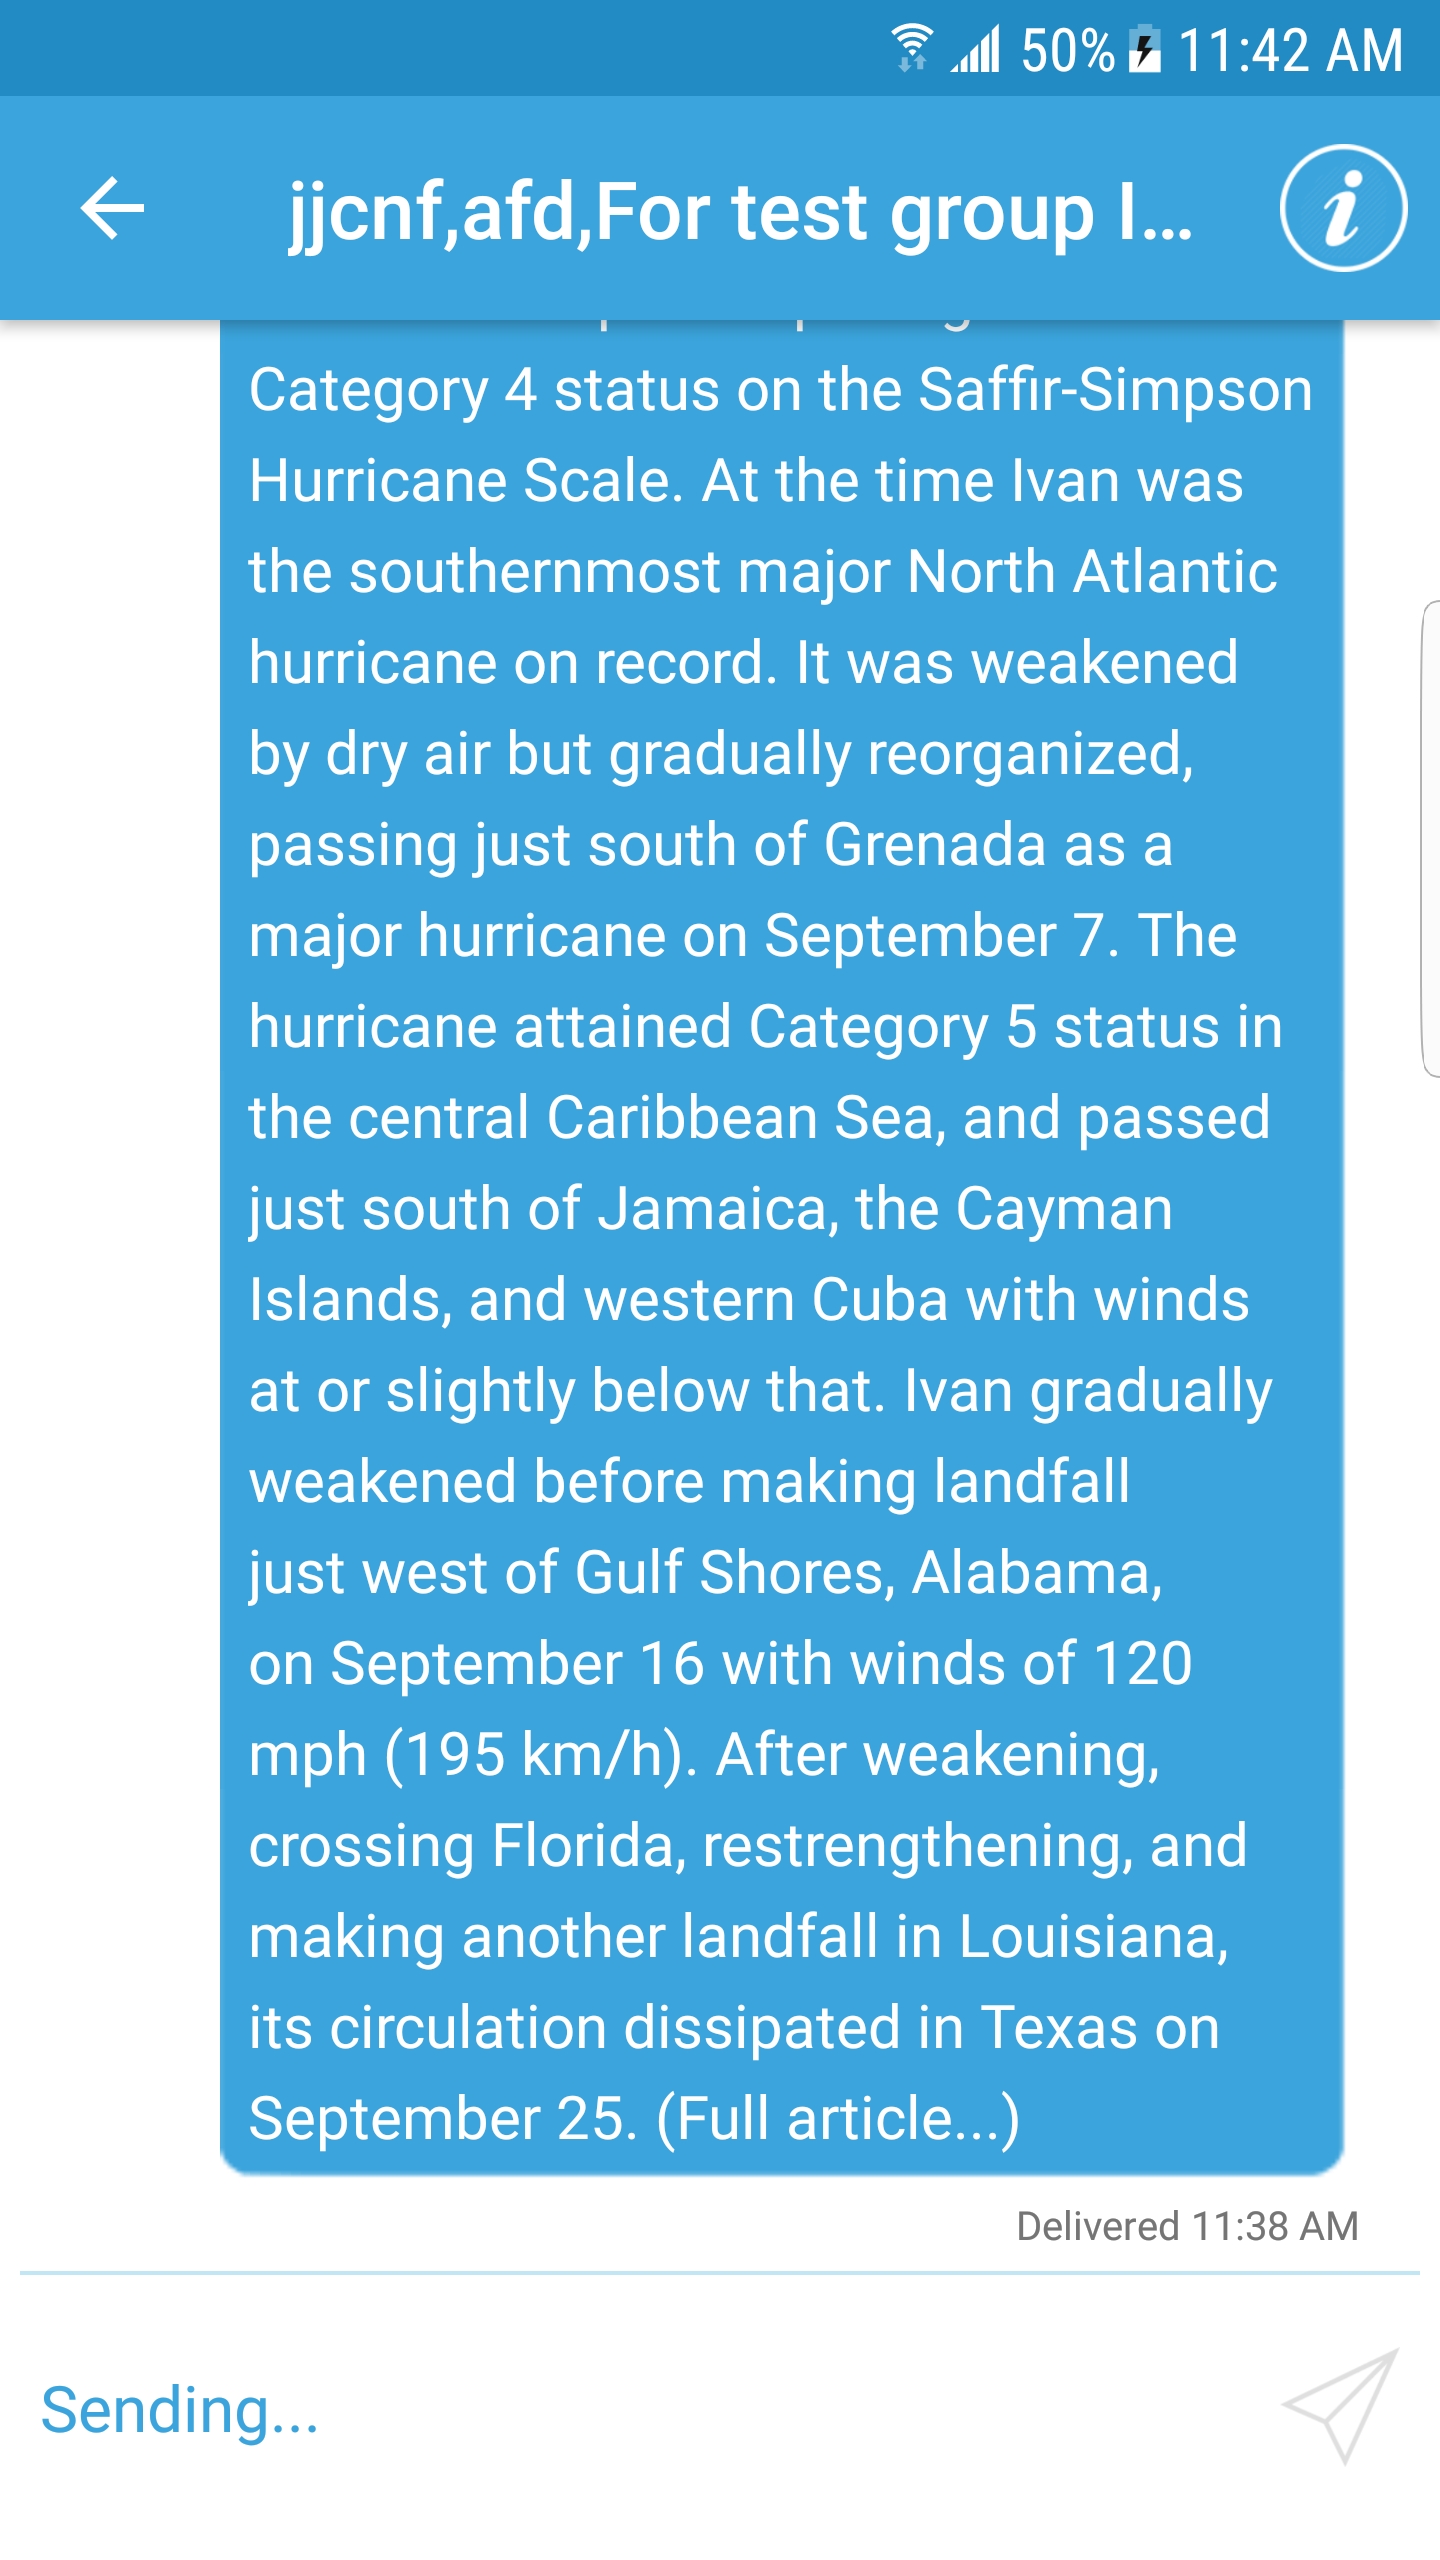 50% 11:42 AM
jjcnf,afd,For test group I...
Category 4 status on the Saffir-Simpson
Hurricane Scale. At the time Ivan was
the southernmost major North Atlantic
hurricane on record. It was weakened
by dry air but gradually reorganized,
passing just south of Grenada as a
major hurricane on September 7. The
hurricane attained Category 5 status in
the central Caribbean Sea, and passed
just south of Jamaica, the Cayman
Islands, and western Cuba with winds
at or slightly below that. Ivan gradually
weakened before making landfall
just west of Gulf Shores, Alabama,
on September 16 with winds of 120
mph (195 km/h). After weakening,
crossing Florida, restrengthening, and
making another landfall in Louisiana,
its circulation dissipated in Texas on
September 25. (Full article...)
Delivered 11:38 AM
Sending...